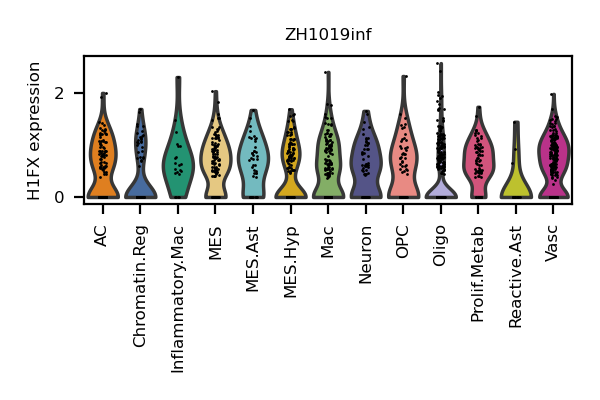 ZH1019inf
H1FX expression
2
0
AC
Chromatin.Reg
Inflammatory.Mac
MES
MES.Ast
MES.Hyp
Mac
Neuron
OPC
Oligo
Prolif.Metab
Reactive.Ast
Vasc